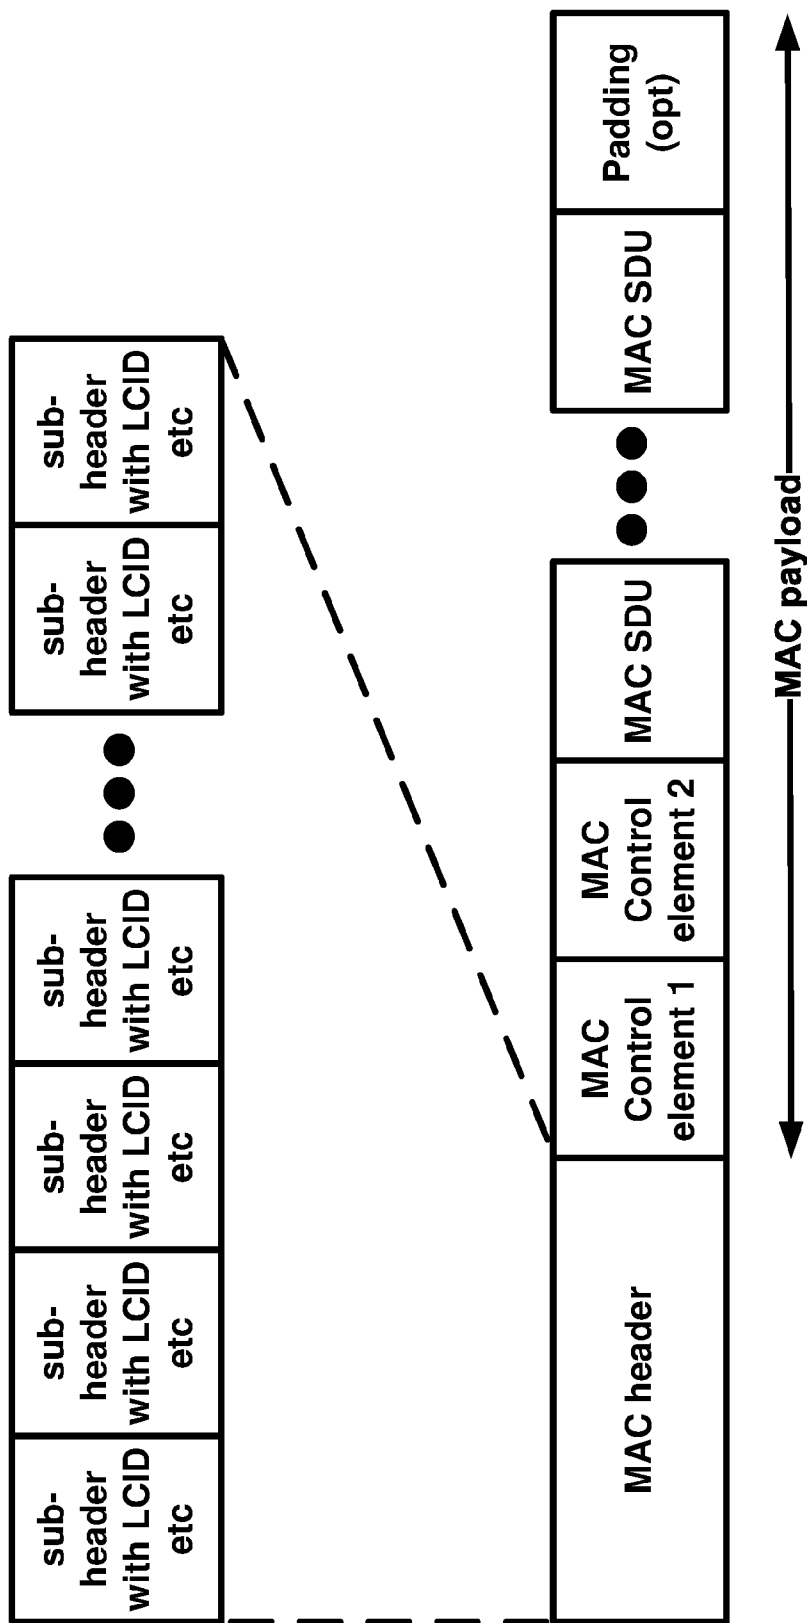 sub-
header
with LCID
etc
sub-
header
with LCID
etc
sub-
header
with LCID
etc
sub-
header
with LCID
etc
sub-
header
with LCID
etc
sub-
header
with LCID
etc
MAC header
MAC
Control
element 1
MAC
Control
element 2
MAC SDU
MAC SDU
Padding
(opt)
MAC payload